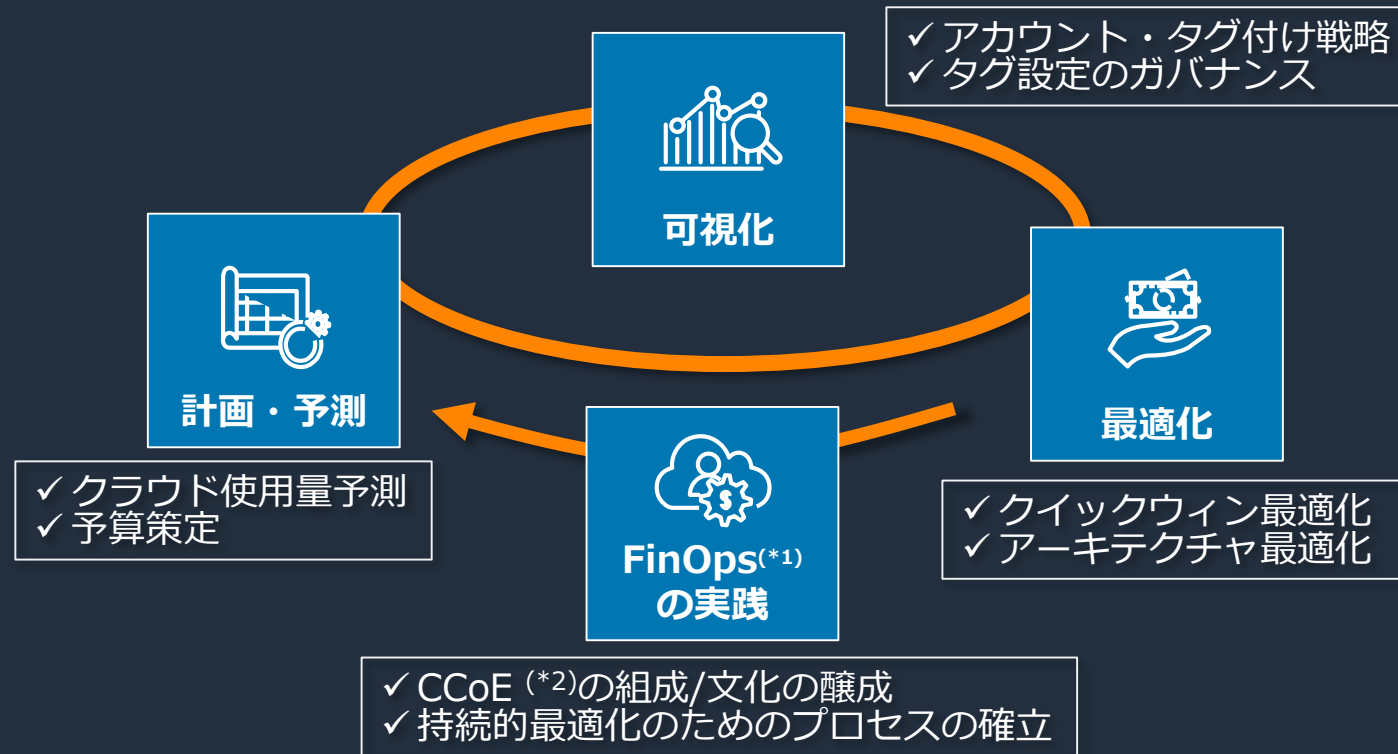 ✓アカウント・タグ付け戦略
✓タグ設定のガバナンス
可視化
計画・予測
✓クラウド使用量予測
✓予算策定
最適化
✓クイックウィン最適化
✓アーキテクチャ最適化
FinOps(*1)
の実践
✓CCoE (*2)の組成/文化の醸成
✓持続的最適化のためのプロセスの確立